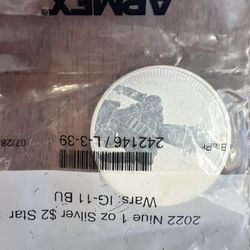 2022 Niue 1 oz Silver $2 Star
Wars: IG-11 BU
242146 / L-3-39
07/28
APMEX